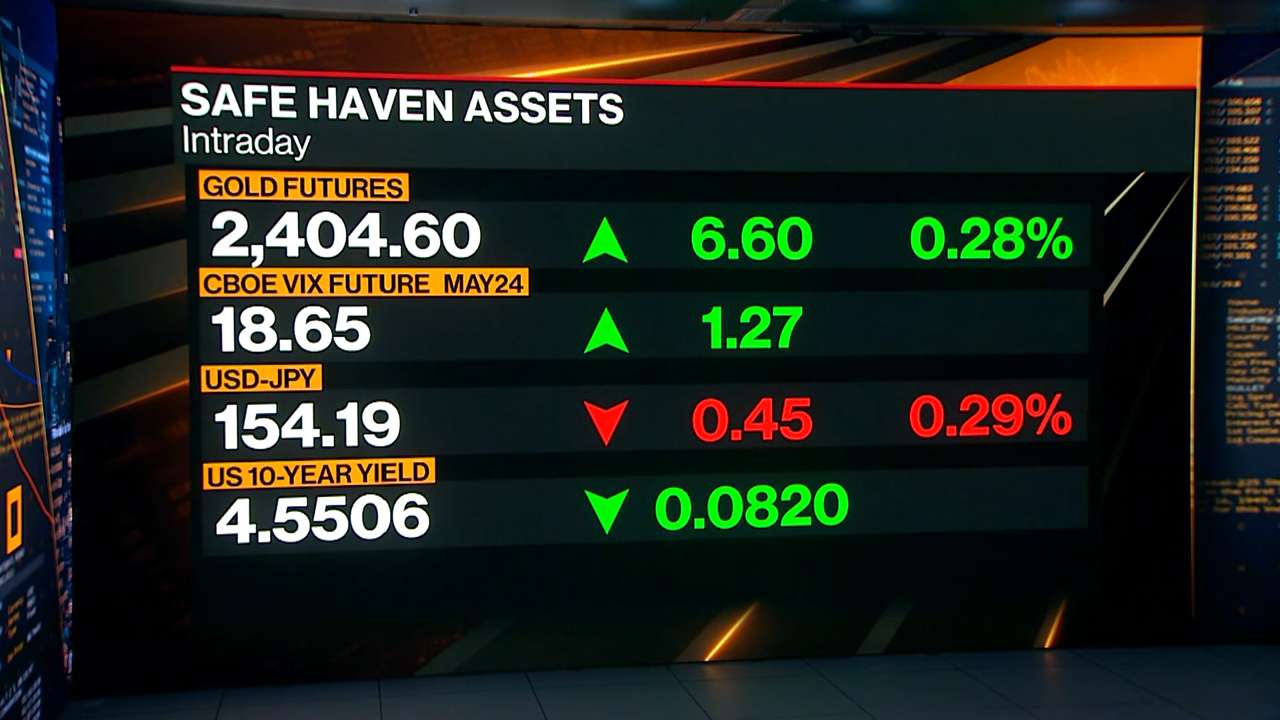 SAFE HAVEN ASSETS
Intraday
GOLD FUTURES
2,404.60 ▲ 6.60 0.28%
CBOE VIX FUTURE MAY24
18.65 ▲ 1.27
USD-JPY
154.19 ▼ 0.45 0.29%
US 10-YEAR YIELD
4.5506 ▼ 0.0820